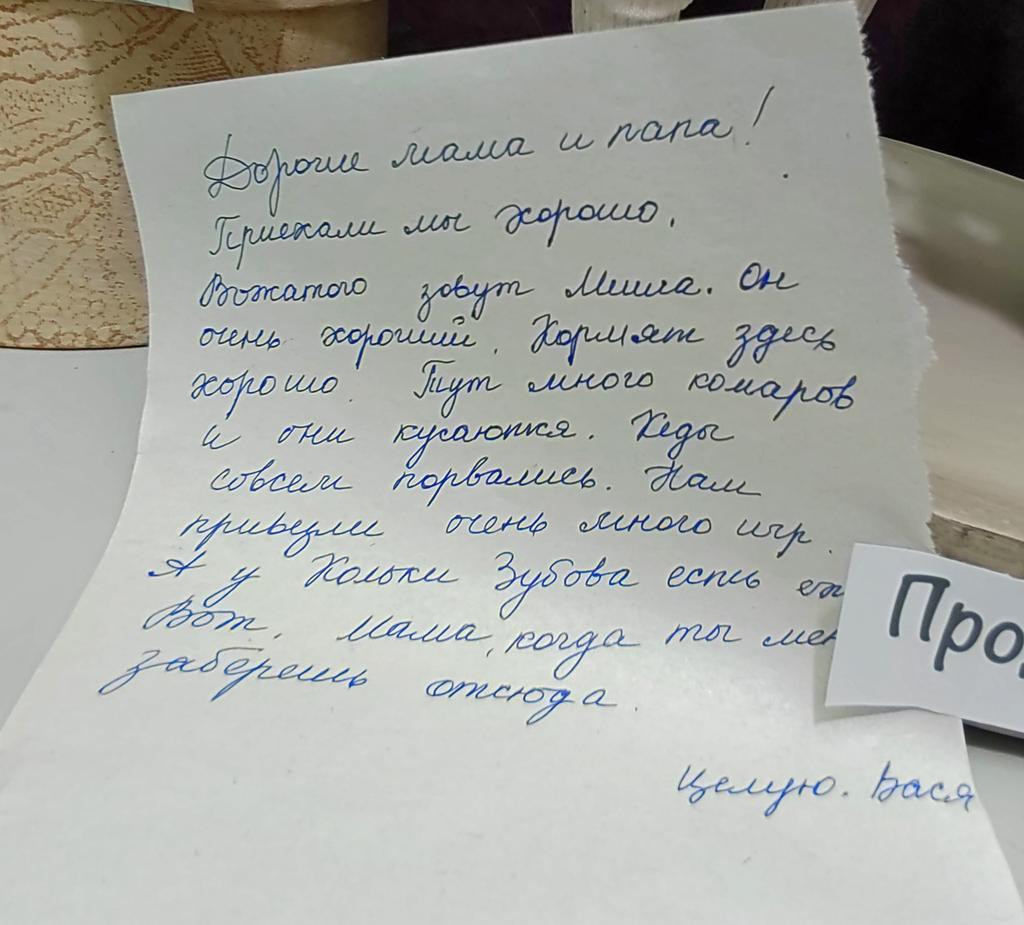 Дорогие мама и папа!
Приехали мы хорошо.
Вожатого зовут Миша. Он
очень хороший. Кормят здесь
хорошо. Тут много комаров
и они кусаются. Кеды
совсем порвались. Нам
привезли очень много игр.
А у Кольки Зубова есть
Вот. Мама, когда ты
заберешь отсюда.
Целую. Вася